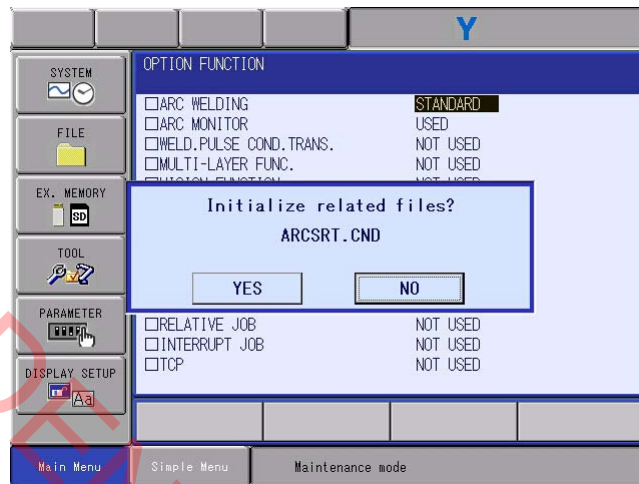 Y
SYSTEM
FILE
EX. MEMORY
SD
TOOL
PARAMETER
DISPLAY SETUP
Aa
OPTION FUNCTION
□ARC WELDING STANDARD
□ARC MONITOR USED
□WELD.PULSE COND.TRANS. NOT USED
□MULTI-LAYER FUNC. NOT USED
Initialize related files?
ARCSRT.CND
YES NO
□RELATIVE JOB NOT USED
□INTERRUPT JOB NOT USED
□TCP NOT USED
Main Menu Simple Menu Maintenance mode